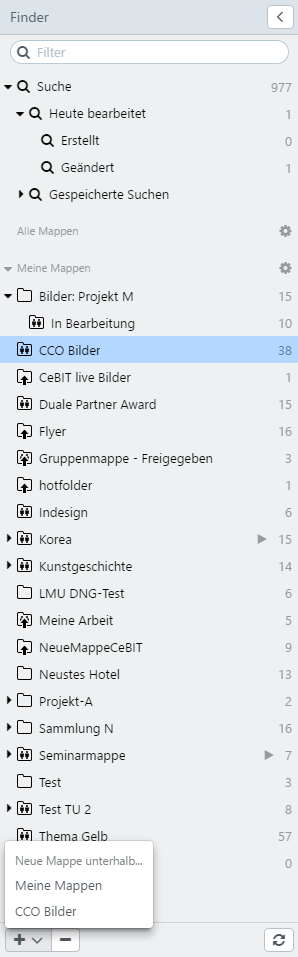 Finder
Filter
Suche 977
Heute bearbeitet 1
Erstellt 0
Geändert 1
Gespeicherte Suchen
Alle Mappen
Meine Mappen
Bilder: Projekt M 15
In Bearbeitung 10
CCO Bilder 38
CeBIT live Bilder 1
Duale Partner Award 15
Flyer 16
Gruppenmappe - Freigegeben 3
hotfolder 1
Indesign 6
Korea 15
Kunstgeschichte 14
LMU DNG-Test 6
Meine Arbeit 5
NeueMappeCeBIT 9
Neustes Hotel 13
Projekt-A 2
Sammlung N 16
Seminarmappe 7
Test 3
Test TU 2 8
Thema Gelb 57
0
Neue Mappe unterhalb...
Meine Mappen
CCO Bilder